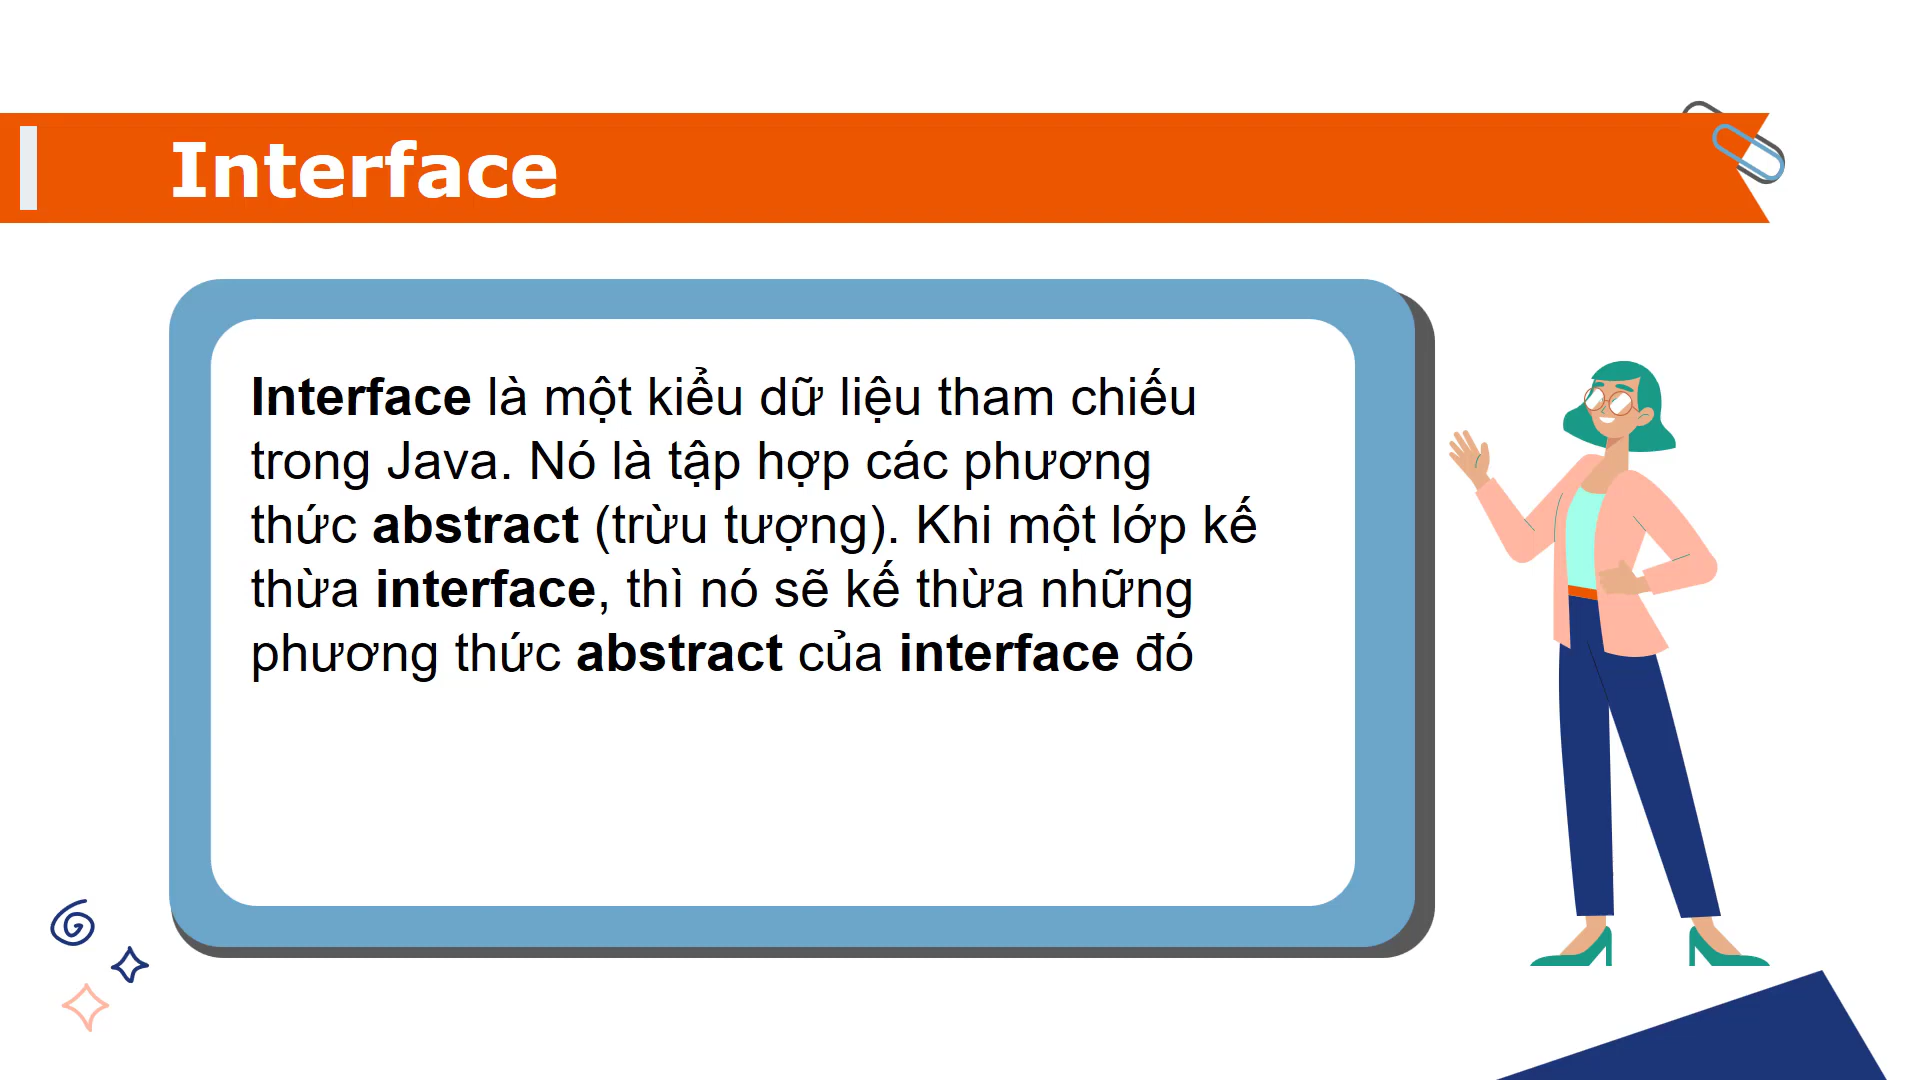 Interface
Interface là một kiểu dữ liệu tham chiếu
trong Java. Nó là tập hợp các phương
thức abstract (trừu tượng). Khi một lớp kế
thừa interface, thì nó sẽ kế thừa những
phương thức abstract của interface đó